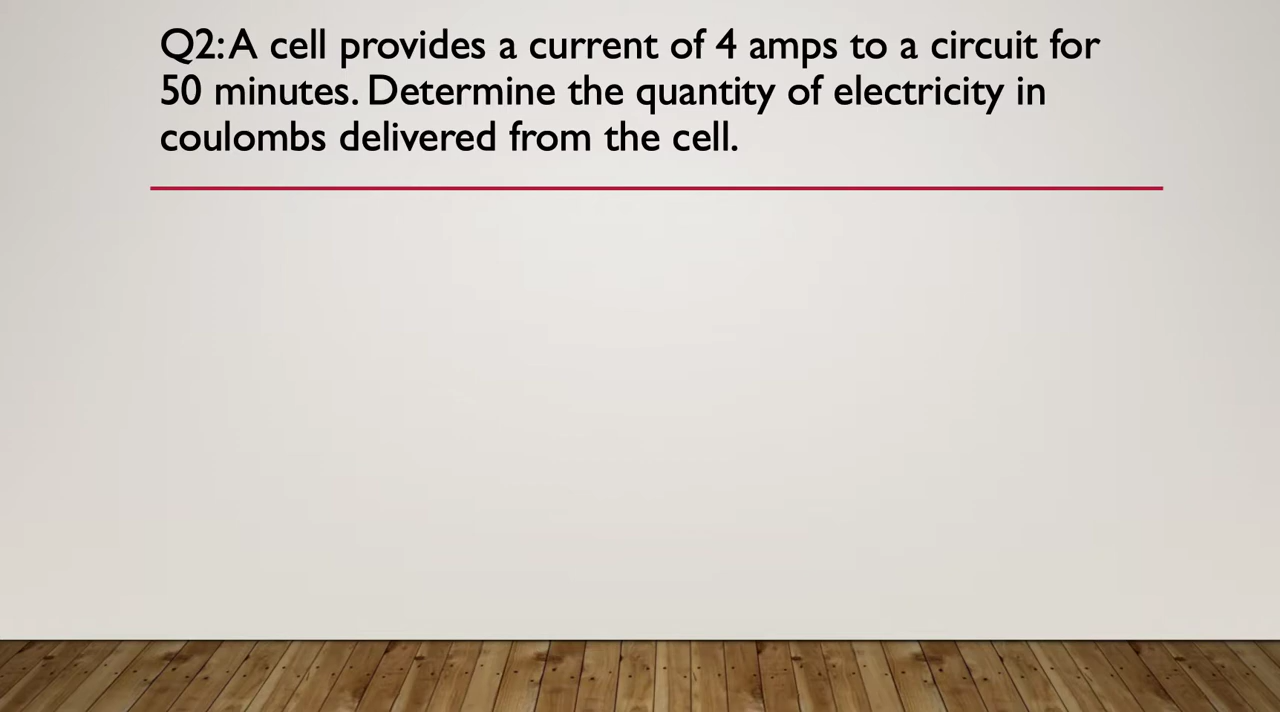 Q2: A cell provides a current of 4 amps to a circuit for
50 minutes. Determine the quantity of electricity in
coulombs delivered from the cell.